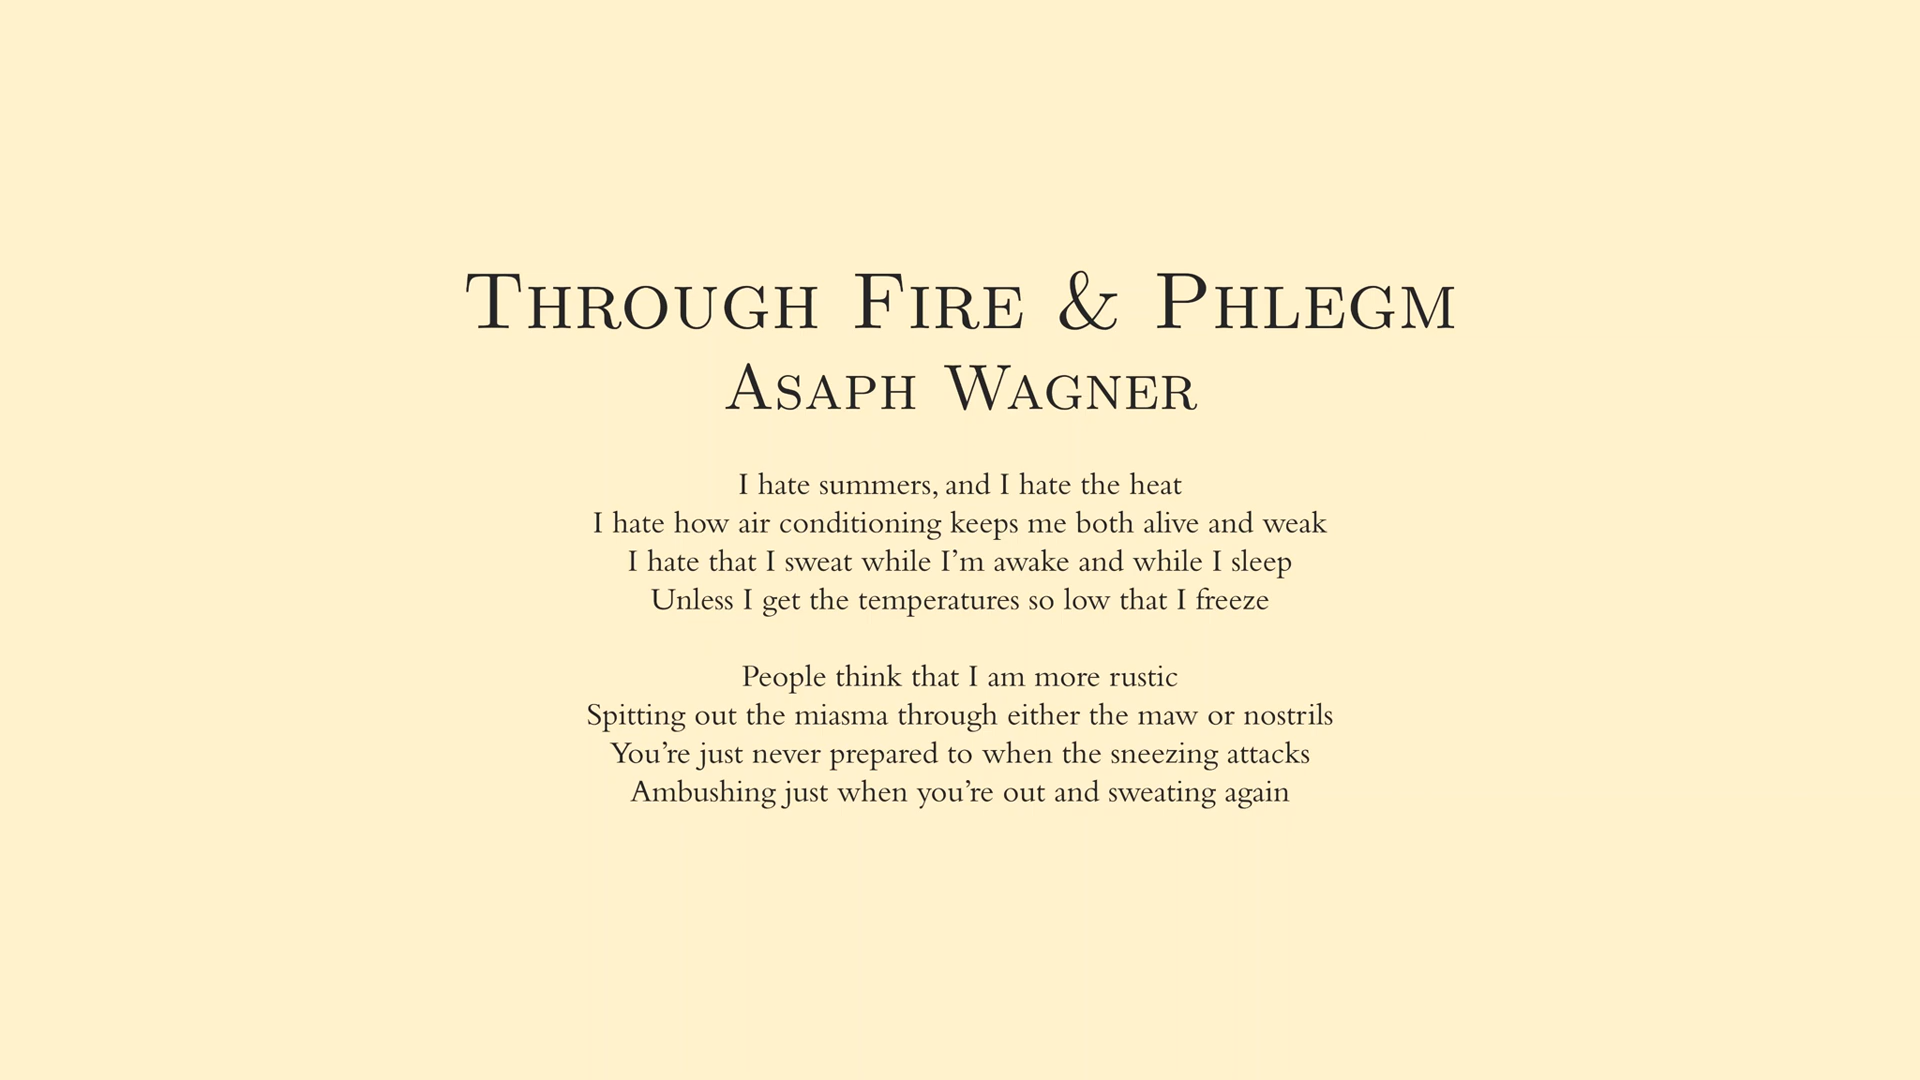 Through Fire & Phlegm
Asaph Wagner
I hate summers, and I hate the heat
I hate how air conditioning keeps me both alive and weak
I hate that I sweat while I’m awake and while I sleep
Unless I get the temperatures so low that I freeze
People think that I am more rustic
Spitting out the miasma through either the maw or nostrils
You’re just never prepared to when the sneezing attacks
Ambushing just when you’re out and sweating again